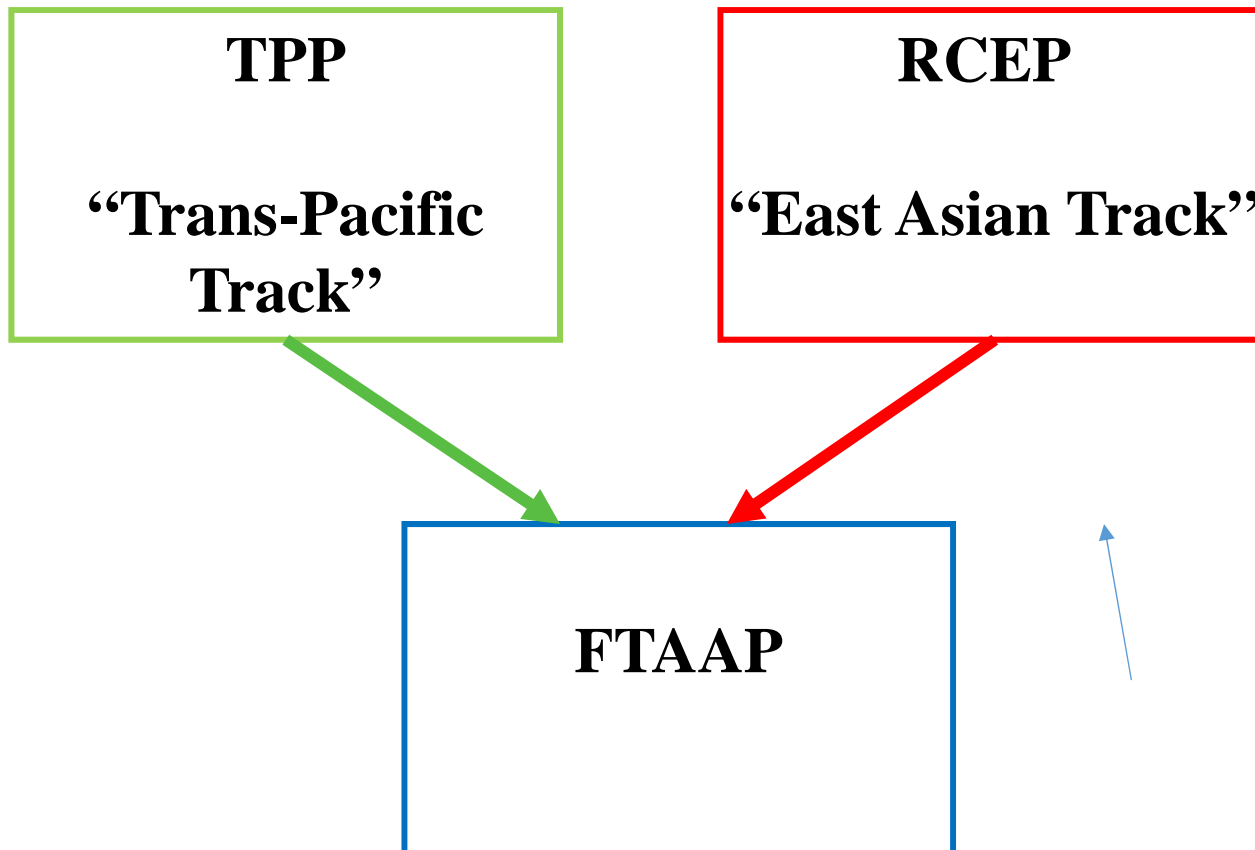 TPP
“Trans-Pacific
Track”
RCEP
“East Asian Track”
FTAAP